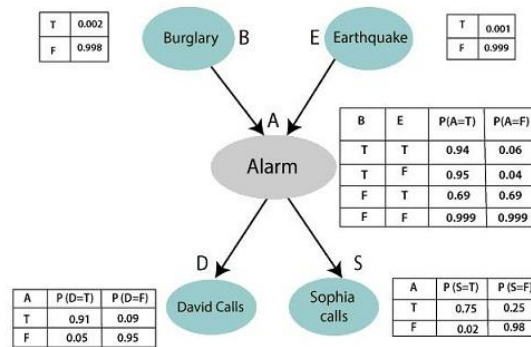 T 0.002
F 0.998
Burglary B
E Earthquake
T 0.001
F 0.999
A
Alarm
B E P(A=T) P(A=F)
T T 0.94 0.06
T F 0.95 0.04
F T 0.69 0.69
F F 0.999 0.999
D
S
David Calls
Sophia
calls
A P (D=T) P (D=F)
T 0.91 0.09
F 0.05 0.95
A P (S=T) P (S=F)
T 0.75 0.25
F 0.02 0.98